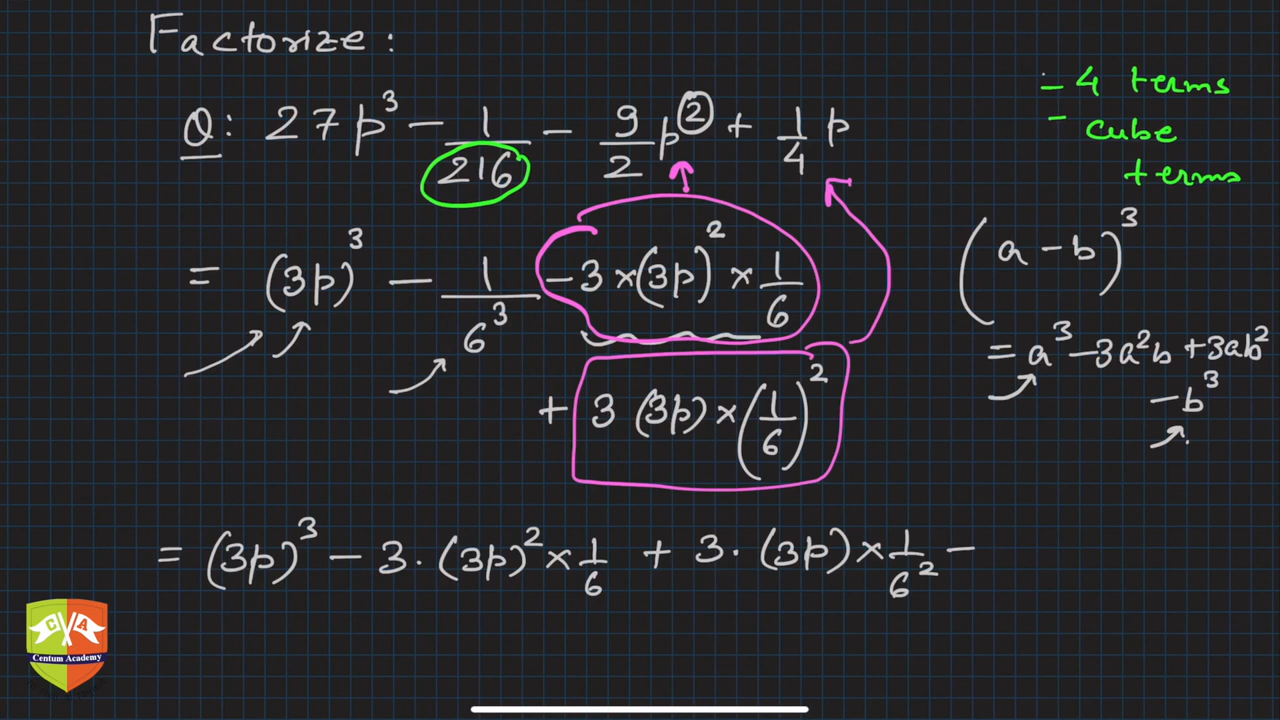 Factorize :
Q: 27p³ − 1/216 − 9/2 p² + 1/4 p
= (3p)³ − 1/6³ −3 × (3p)² × 1/6
+ 3 (3p) × (1/6)²
= (3p)³ − 3·(3p)² × 1/6 + 3·(3p) × 1/6² −
− 4 terms
− cube
terms
(a − b)³
= a³ −3a²b +3ab²
−b³
C A
Centum Academy